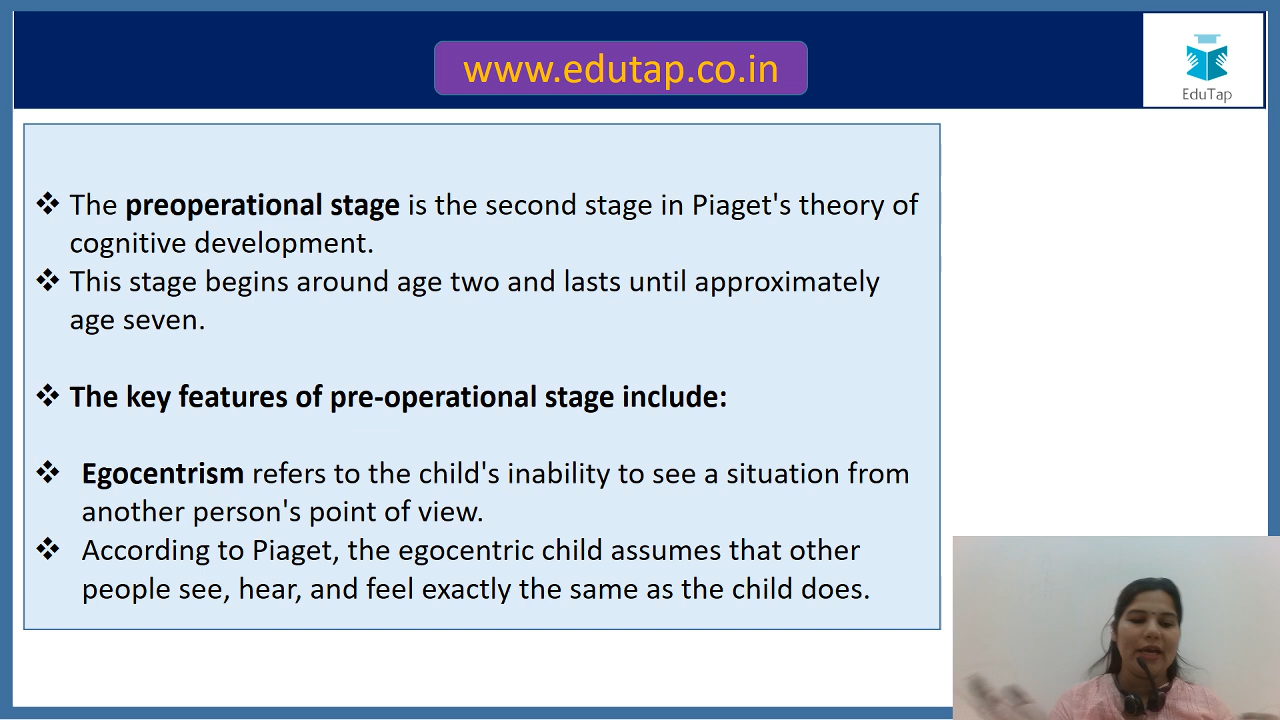 www.edutap.co.in
EduTap
❖ The preoperational stage is the second stage in Piaget's theory of
cognitive development.
❖ This stage begins around age two and lasts until approximately
age seven.
❖ The key features of pre-operational stage include:
❖ Egocentrism refers to the child's inability to see a situation from
another person's point of view.
❖ According to Piaget, the egocentric child assumes that other
people see, hear, and feel exactly the same as the child does.